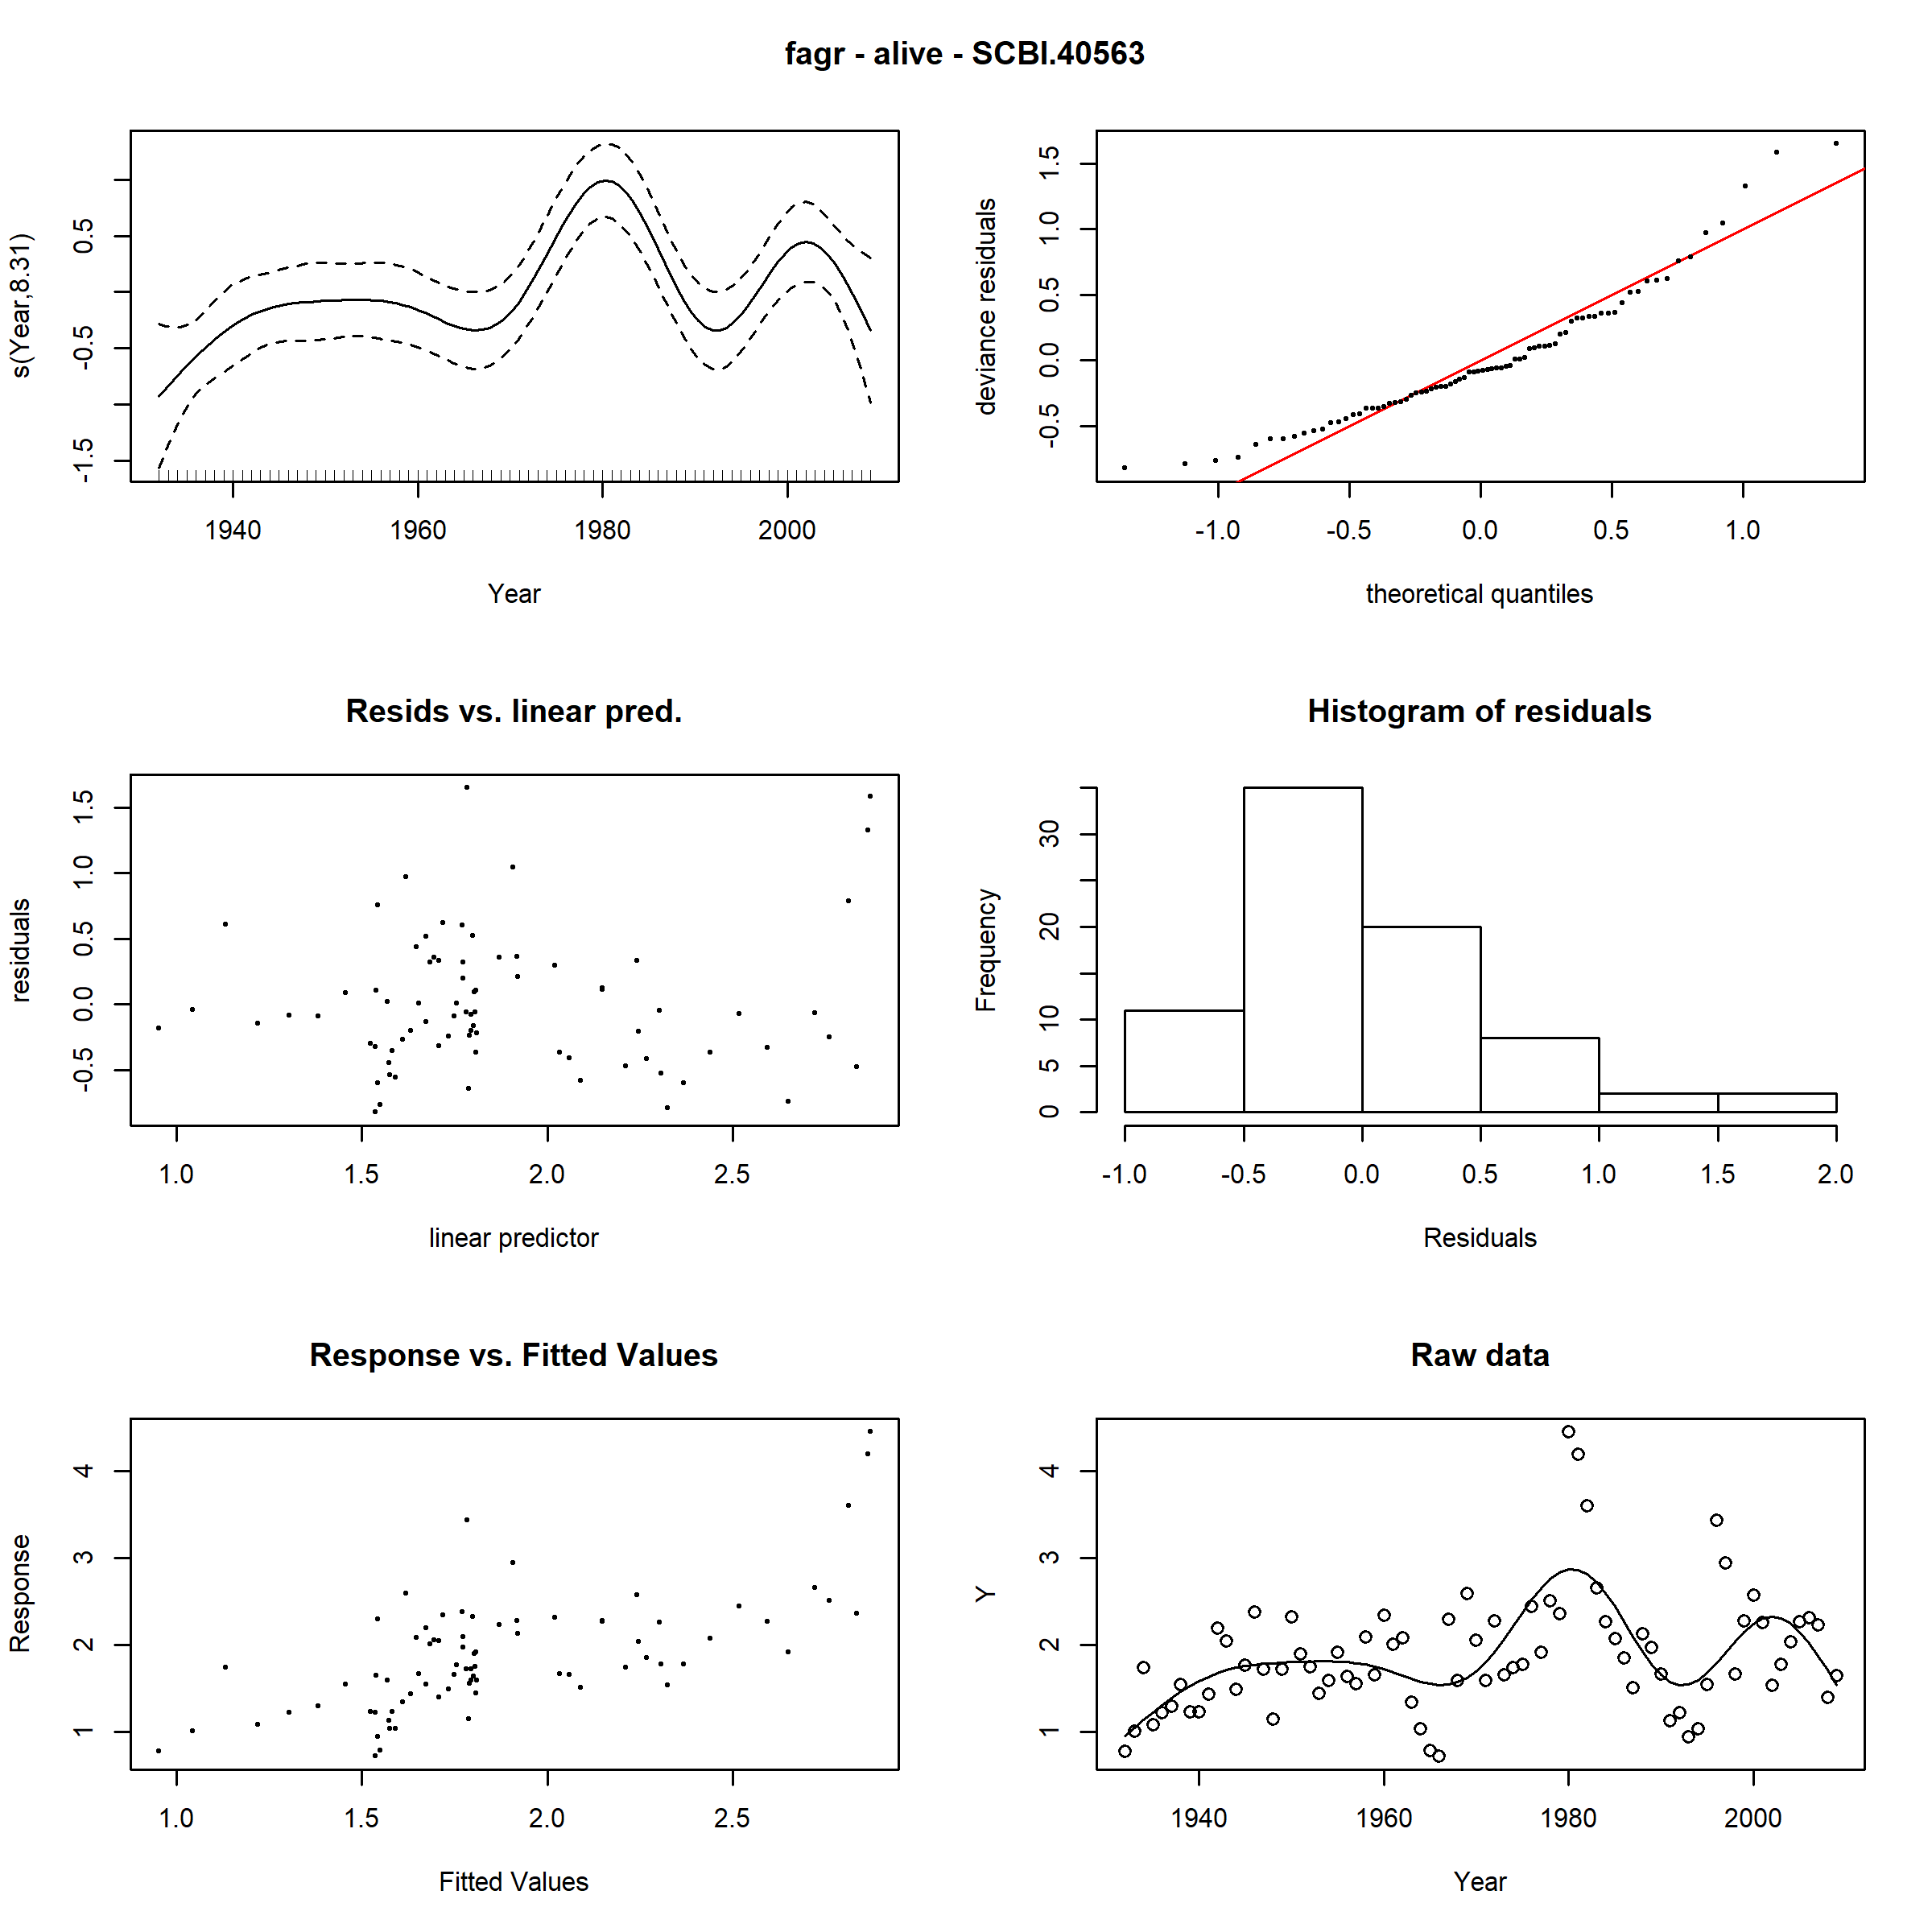 fagr - alive - SCBI.40563
s(Year,8.31)
-1.5 -0.5 0.5
1940 1960 1980 2000
Year
deviance residuals
-0.5 0.0 0.5 1.0 1.5
-1.0 -0.5 0.0 0.5 1.0
theoretical quantiles
Resids vs. linear pred.
residuals
-0.5 0.0 0.5 1.0 1.5
1.0 1.5 2.0 2.5
linear predictor
Histogram of residuals
Frequency
0 5 10 20 30
-1.0 -0.5 0.0 0.5 1.0 1.5 2.0
Residuals
Response vs. Fitted Values
Response
1 2 3 4
1.0 1.5 2.0 2.5
Fitted Values
Raw data
Y
1 2 3 4
1940 1960 1980 2000
Year